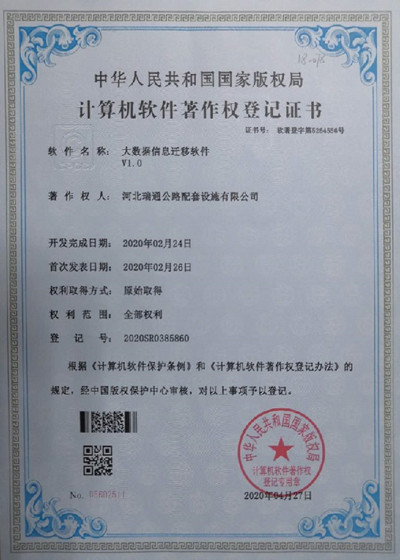 中华人民共和国国家版权局
计算机软件著作权登记证书
证书号： 软著登字第5264556号
软件名称： 大数据信息迁移软件
V1.0
著作权人： 河北瑞通公路配套设施有限公司
开发完成日期： 2020年02月24日
首次发表日期： 2020年02月26日
权利取得方式： 原始取得
权利范围： 全部权利
登记号： 2020SR0385860
根据《计算机软件保护条例》和《计算机软件著作权登记办法》的
规定，经中国版权保护中心审核，对以上事项予以登记。
中华人民共和国国家版权局
计算机软件著作权
登记专用章
No.
2020年04月27日